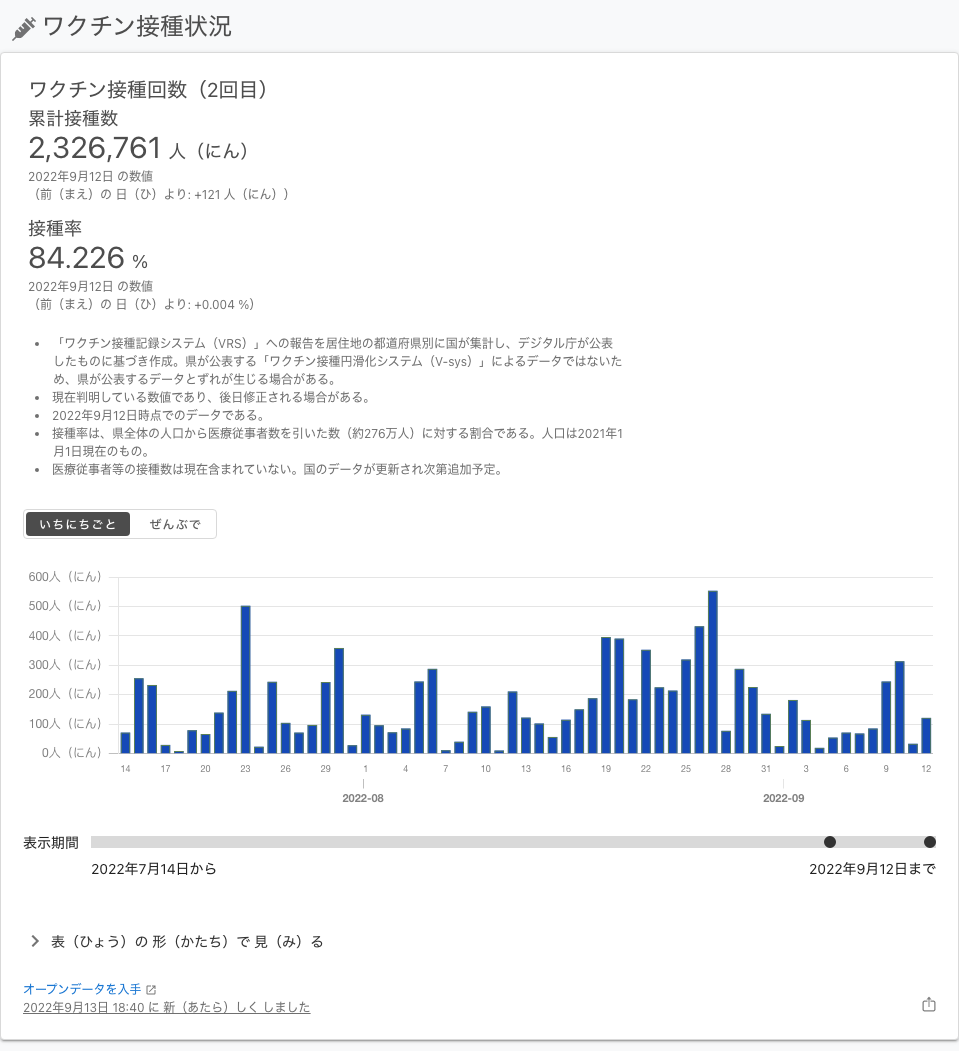 ワクチン接種状況
ワクチン接種回数（2回目）
累計接種数
2,326,761 人（にん）
2022年9月12日 の数値
（前（まえ）の 日（ひ）より: +121 人（にん））
接種率
84.226 %
2022年9月12日 の数値
（前（まえ）の 日（ひ）より: +0.004 %）
• 「ワクチン接種記録システム（VRS）」への報告を居住地の都道府県別に国が集計し、デジタル庁が公表
したものに基づき作成。県が公表する「ワクチン接種円滑化システム（V-sys）」によるデータではないた
め、県が公表するデータとずれが生じる場合がある。
• 現在判明している数値であり、後日修正される場合がある。
• 2022年9月12日時点でのデータである。
• 接種率は、県全体の人口から医療従事者数を引いた数（約276万人）に対する割合である。人口は2021年1
月1日現在のもの。
• 医療従事者等の接種数は現在含まれていない。国のデータが更新され次第追加予定。
いちにちごと ぜんぶで
600人（にん）
500人（にん）
400人（にん）
300人（にん）
200人（にん）
100人（にん）
0人（にん）
14 17 20 23 26 29 1 4 7 10 13 16 19 22 25 28 31 3 6 9 12
2022-08 2022-09
表示期間
2022年7月14日から 2022年9月12日まで
表（ひょう）の 形（かたち）で 見（み）る
オープンデータを入手
2022年9月13日 18:40 に 新（あたら）しく しました